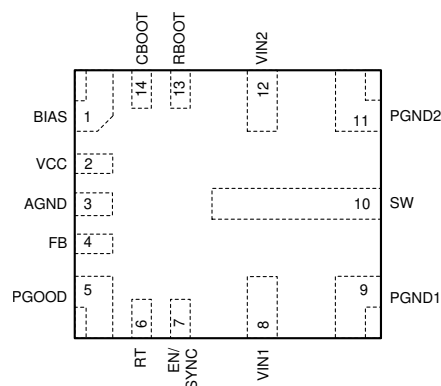 CBOOT
RBOOT
VIN2
14
13
12
BIAS
1
11
PGND2
VCC
2
AGND
3
10
SW
FB
4
PGOOD
5
9
PGND1
6
7
8
RT
EN/
SYNC
VIN1